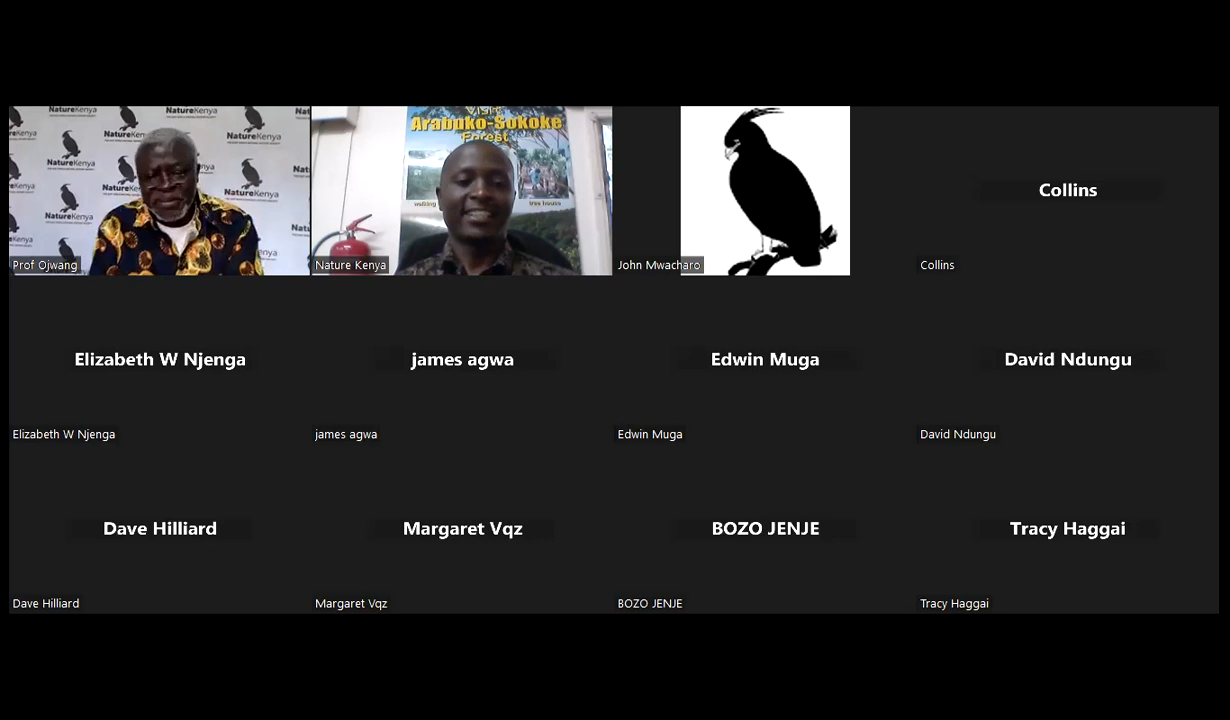 NatureKenya
NatureKenya
NatureKenya
NatureKenya
NatureKenya
NatureKenya
Prof Ojwang
VISIT
Arabuko-Sokoke
Forest
walking
tree houses
Nature Kenya
John Mwacharo
Collins
Collins
Elizabeth W Njenga
james agwa
Edwin Muga
David Ndungu
Elizabeth W Njenga
james agwa
Edwin Muga
David Ndungu
Dave Hilliard
Margaret Vqz
BOZO JENJE
Tracy Haggai
Dave Hilliard
Margaret Vqz
BOZO JENJE
Tracy Haggai